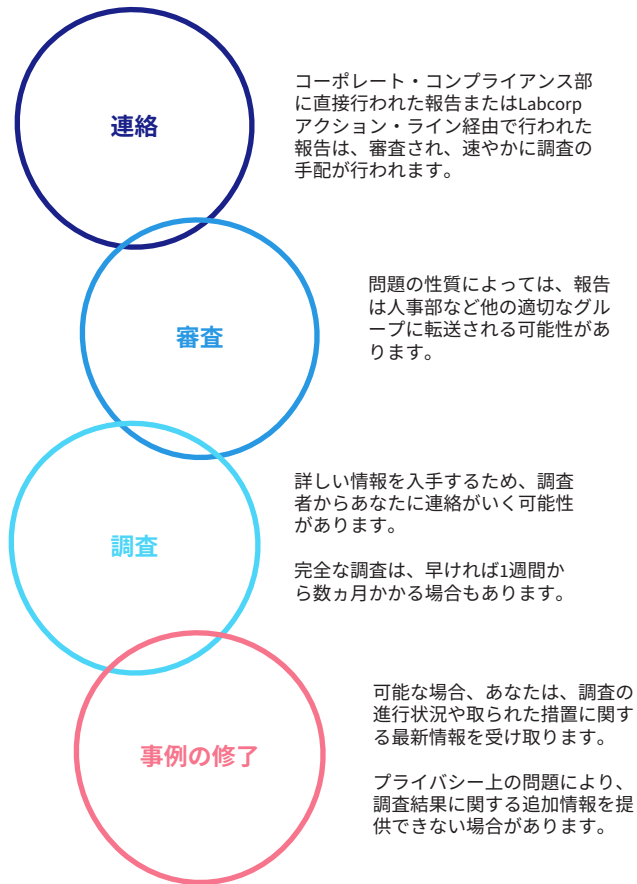 連絡
コーポレート・コンプライアンス部
に直接行われた報告またはLabcorp
アクション・ライン経由で行われた
報告は、審査され、速やかに調査の
手配が行われます。
審査
問題の性質によっては、報告
は人事部など他の適切なグル
ープに転送される可能性があ
ります。
調査
詳しい情報を入手するため、調査
者からあなたに連絡がいく可能性
があります。
完全な調査は、早ければ1週間か
ら数ヵ月かかる場合もあります。
事例の修了
可能な場合、あなたは、調査の
進行状況や取られた措置に関す
る最新情報を受け取ります。
プライバシー上の問題により、
調査結果に関する追加情報を提
供できない場合があります。